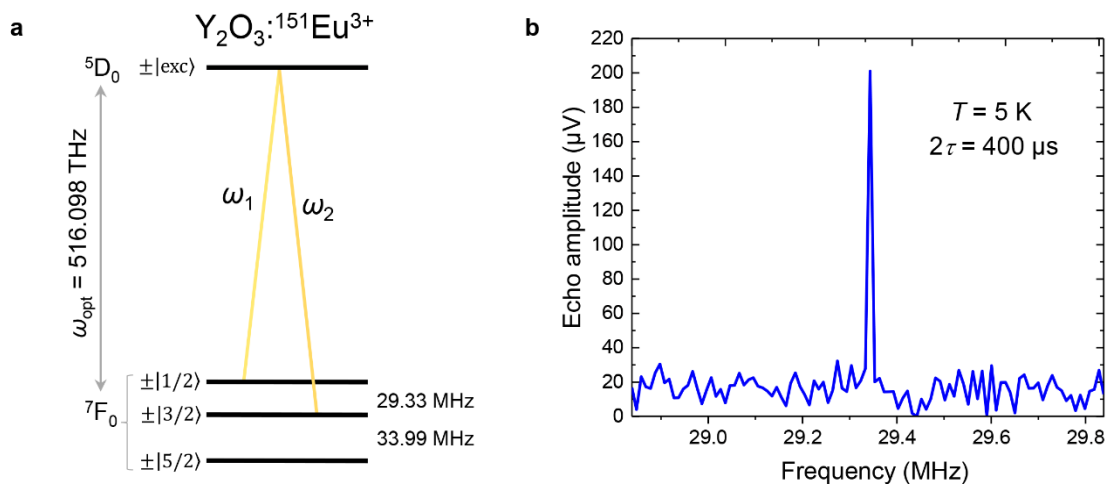 a
Y₂O₃:¹⁵¹Eu³⁺
⁵D₀
±|exc⟩
ω_opt = 516.098 THz
ω₁
ω₂
⁷F₀
±|1/2⟩
29.33 MHz
±|3/2⟩
33.99 MHz
±|5/2⟩
b
Echo amplitude (µV)
220
200
180
160
140
120
100
80
60
40
20
0
T = 5 K
2τ = 400 µs
29.0
29.2
29.4
29.6
29.8
Frequency (MHz)